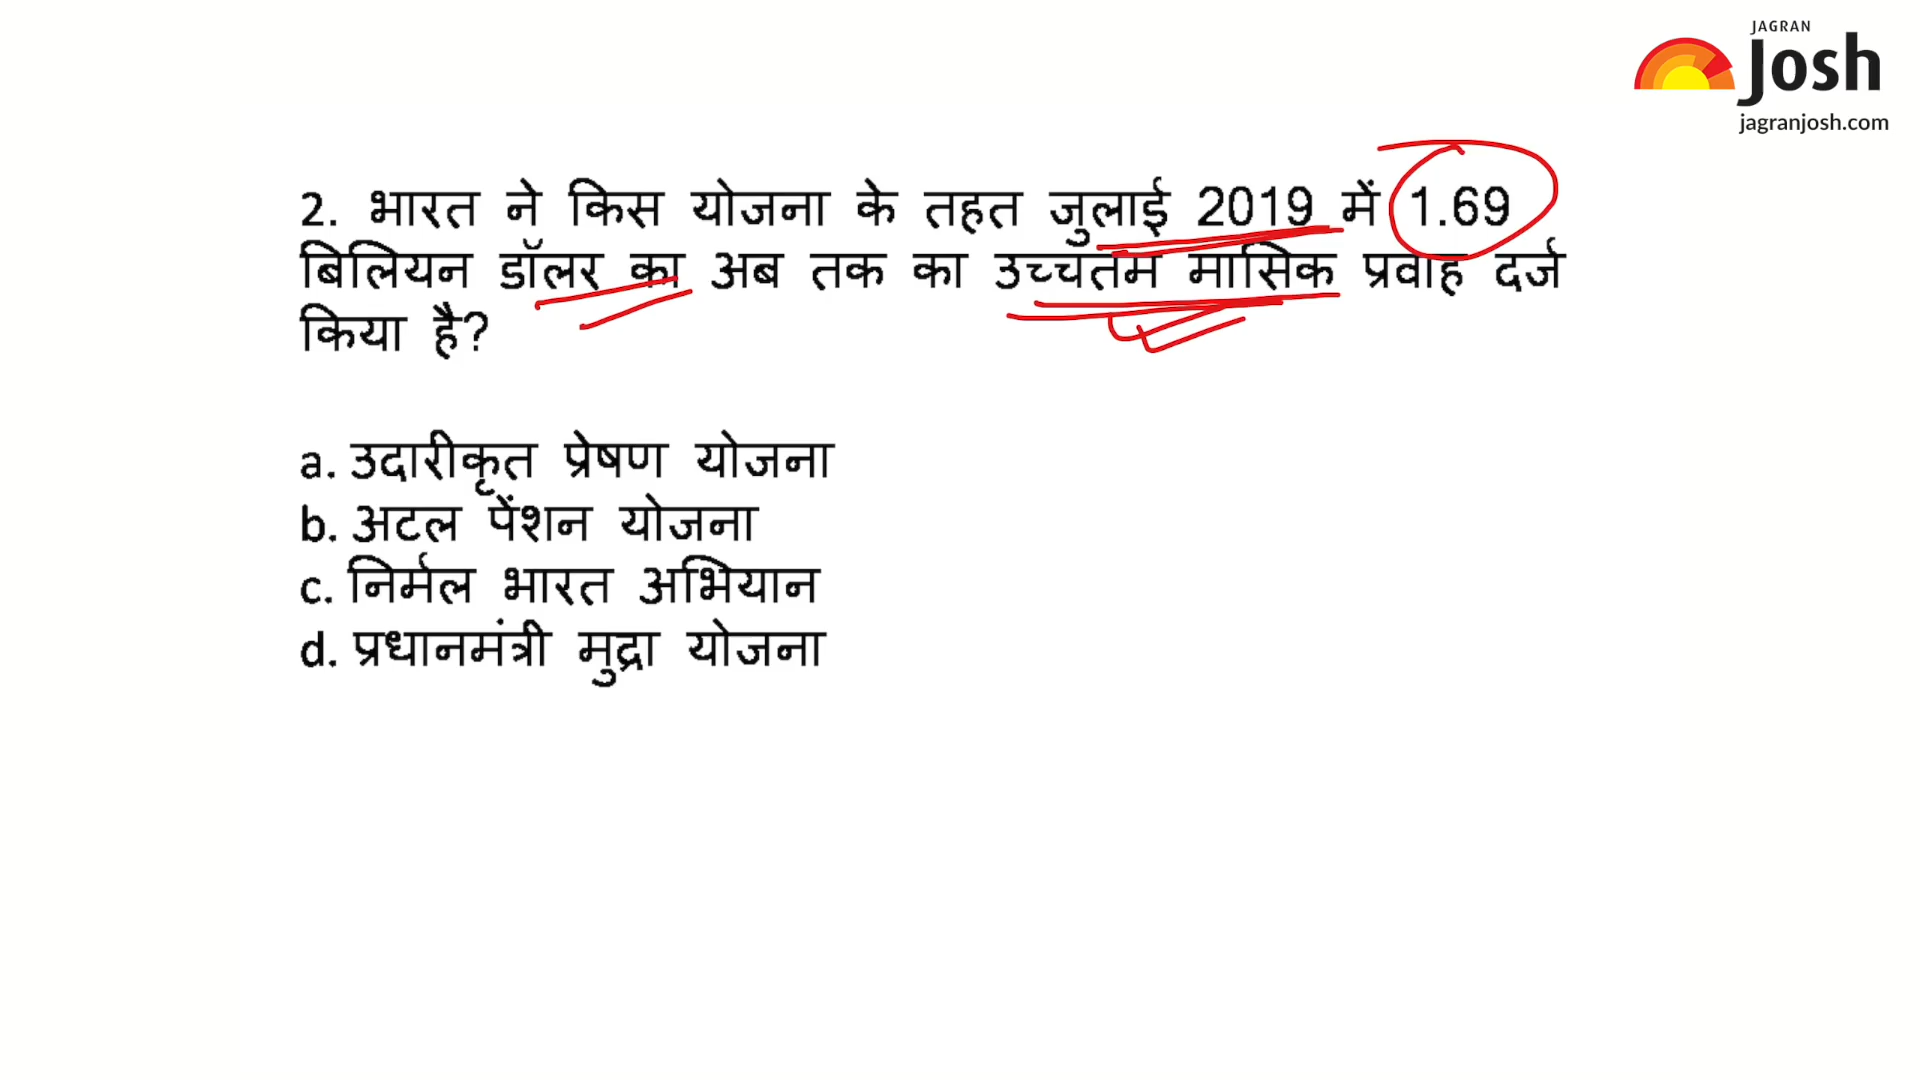 JAGRAN
Josh
jagranjosh.com
2. भारत ने किस योजना के तहत जुलाई 2019 में 1.69
बिलियन डॉलर का अब तक का उच्चतम मासिक प्रवाह दर्ज
किया है?
a. उदारीकृत प्रेषण योजना
b. अटल पेंशन योजना
c. निर्मल भारत अभियान
d. प्रधानमंत्री मुद्रा योजना